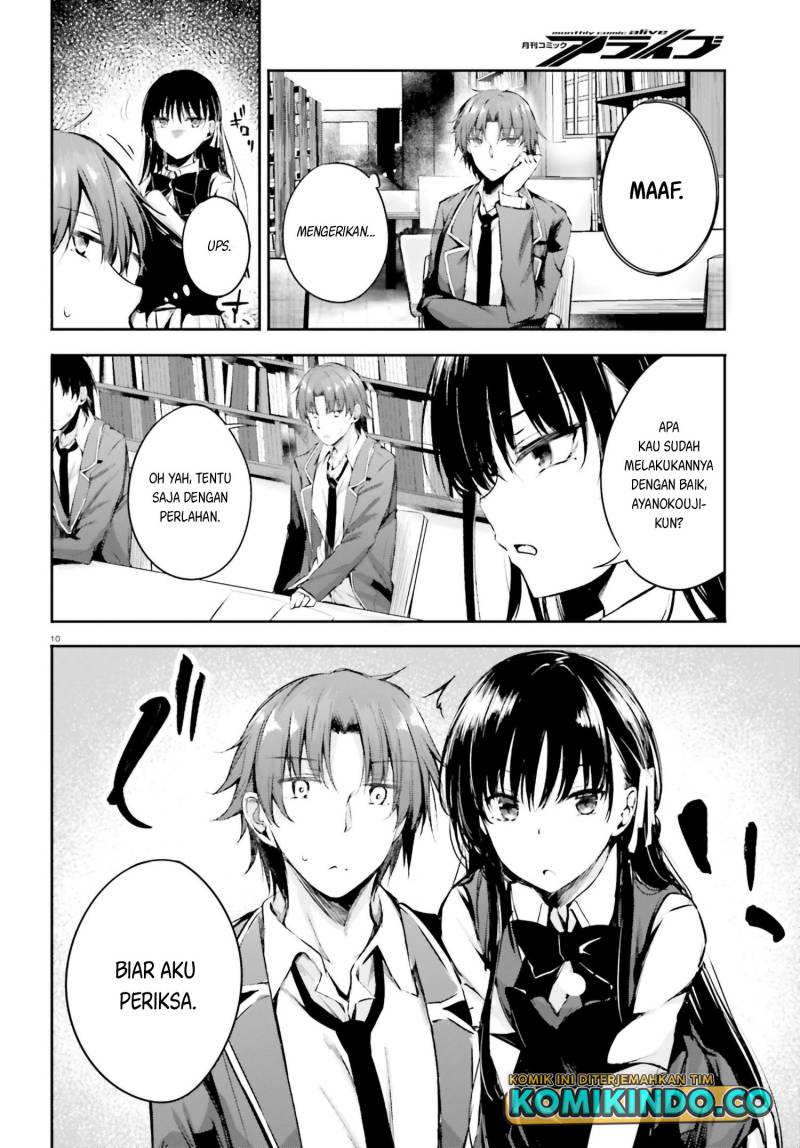 monthly comic alive
月刊コミック
アライブ
MAAF.
MENGERIKAN...
ギロリ
UPS.
APA
KAU SUDAH
MELAKUKANNYA
DENGAN BAIK,
AYANOKOUJI-
KUN?
OH YAH, TENTU
SAJA DENGAN
PERLAHAN.
10
BIAR AKU
PERIKSA.
KOMIK INI DITERJEMAHKAN TIM
KOMIKINDO.CO